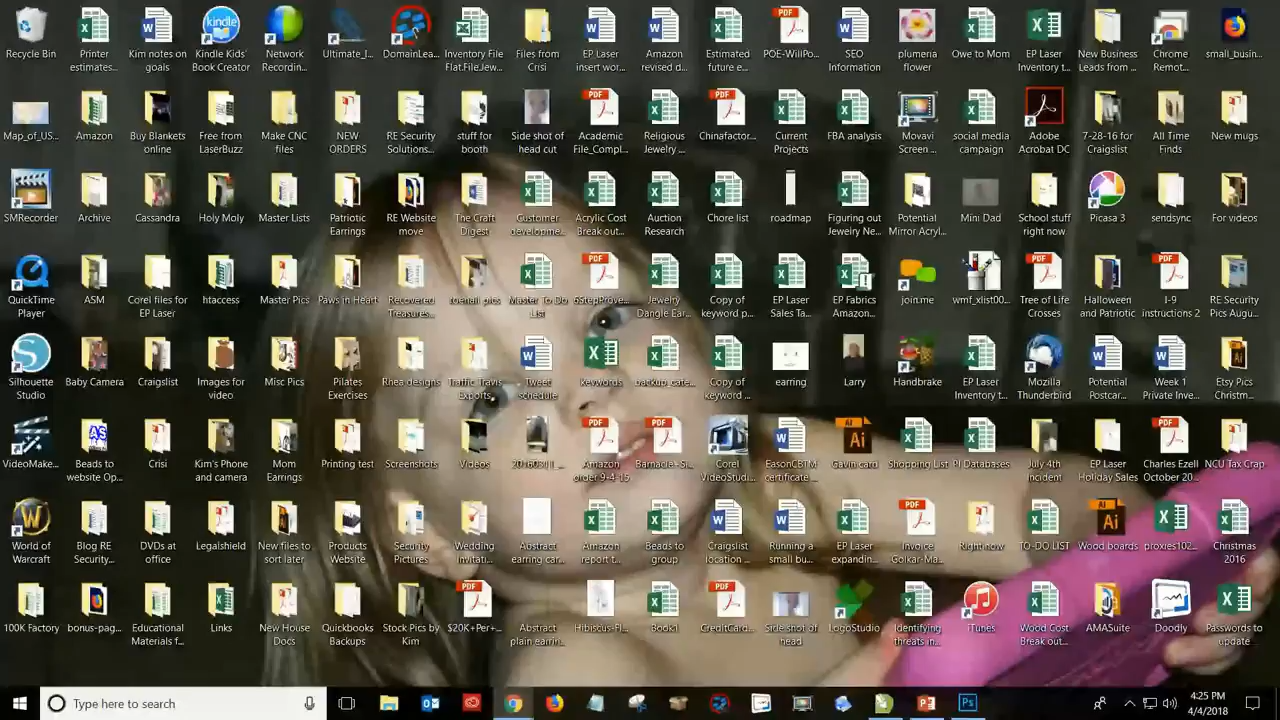 Recycle Bin
amazon estimates...
Kim notes on goals
Kindle Kids' Book Creator
Recordin...
Ultimate_I...
DomainLea...
Inventory File Flat.FileJew...
Files from Crisi
EP Laser insert wor...
Amazon revised d...
Estimated future e...
POE-WillPo...
SEO Information
plumeria flower
Owe to Mom
EP Laser Inventory t...
New Business Leads from ...
Chrome Remot...
small_busin...
Map_of_US...
Amazon
Buy Blankets online
Free from LaserBuzz
Make CNC files
NEW ORDERS
RE Security Solutions...
stuff for booth
Side shot of head cut
Academic File_Compl...
Religious Jewelry ...
Chinafactor...
Current Projects
FBA analysis
Movavi Screen ...
social media campaign
Adobe Acrobat DC
7-28-16 for Craigslist
All Time Finds
New mugs
SMRecorder
Archive
Cassandra
Holy Moly
Master Lists
Patriotic Earrings
RE Website move
The Craft Digest
Customer developme...
Acrylic Cost Break out...
Auction Research
Chore list
roadmap
Figuring out Jewelry Ne...
Potential Mirror Acryl...
Mini Dad
School stuff right now
Picasa 3
sendsync
For videos
QuickTime Player
ASM
Corel files for EP Laser
htaccess
Master Pics
Paws in Heart
Recovered Treasures...
toenail pics
Master To Do List
6StepProve...
Jewelry Dangle Ear...
Copy of keyword p...
EP Laser Sales Ta...
EP Fabrics Amazon...
join.me
wmf_xlist00...
Tree of Life Crosses
Halloween and Patriotic
I-9 instructions 2
RE Security Pics Augu...
Silhouette Studio
Baby Camera
Craigslist
Images for video
Misc Pics
Pilates Exercises
Rhea designs
Traffic Travis Exports
Tweet schedule
keywords
backup_cate...
Copy of keyword ...
earring
Larry
Handbrake
EP Laser Inventory t...
Mozilla Thunderbird
Potential Postcar...
Week 1 Private Inve...
Etsy Pics Christm...
VideoMake...
Beads to website Op...
Crisi
Kim's Phone and camera
Mom Earrings
Printing test
Screenshots
Videos
Amazon order 9-4-15
Barnacle-Si...
Corel VideoStudi...
EasonCBTM certificate ...
Gavin card
Shopping List
PI Databases
July 4th incident
EP Laser Holiday Sales
Charles Ezell October 20...
NCU Tax Crap
World of Warcraft
Blog RE Security...
DVDs at office
Legalshield
New files to sort later
Products Website
Security Pictures
Wedding Invitati...
Abstract earring car...
Amazon report t...
Beads to group
Craigslist location ...
Running a small bu...
EP Laser expandin...
Invoice Golkar-Ma...
Right now
TO-DO LIST
Wood boards
proxies102...
Christmas 2016
100K Factory
bonus-pag...
Educational Materials f...
Links
New House Docs
Quickbooks Backups
Stock Pics by Kim
$20K+Per+...
Abstract plain earrin...
Hibiscus-Fl...
Book1
CreditCard...
Side shot of head
LogoStudio
Identifying threats in...
iTunes
Wood Cost Break out...
AMASuite
Doodly
Passwords to update
Type here to search
4:25 PM
4/4/2018